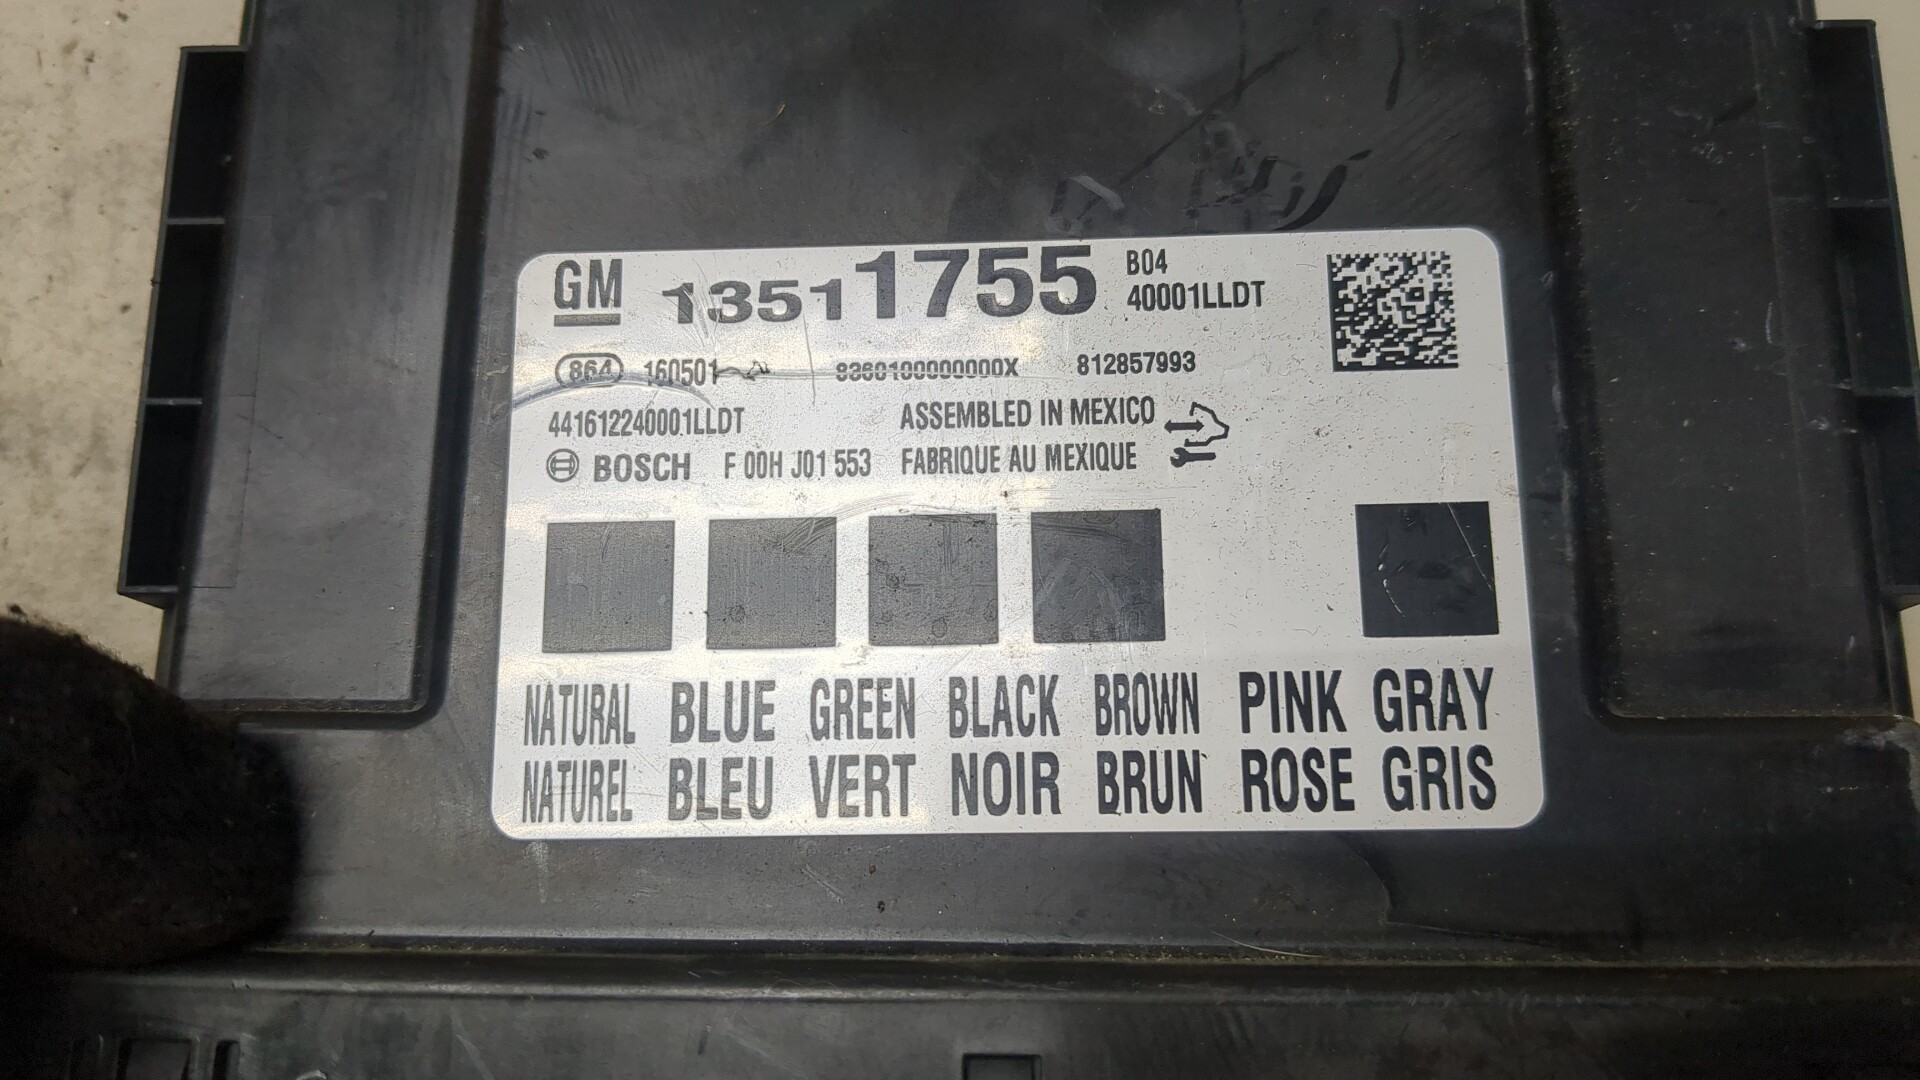 GM 13511755 B04
40001LLDT
864 160501 8360100000000X 812857993
441612240001LLDT ASSEMBLED IN MEXICO
BOSCH F 00H J01 553 FABRIQUE AU MEXIQUE
NATURAL BLUE GREEN BLACK BROWN PINK GRAY
NATUREL BLEU VERT NOIR BRUN ROSE GRIS